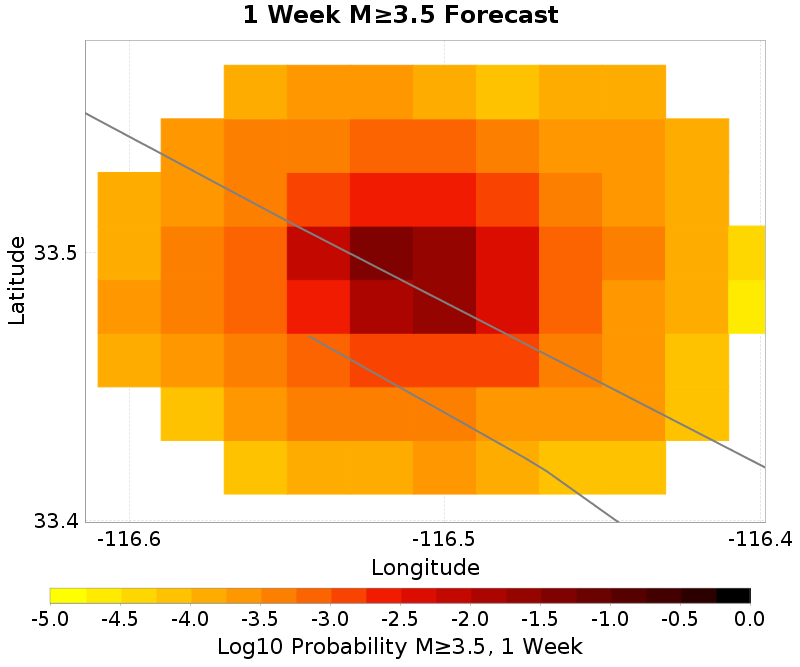 1 Week M≥3.5 Forecast
Latitude
33.5
33.4
-116.6 -116.5 -116.4
Longitude
-5.0 -4.5 -4.0 -3.5 -3.0 -2.5 -2.0 -1.5 -1.0 -0.5 0.0
Log10 Probability M≥3.5, 1 Week